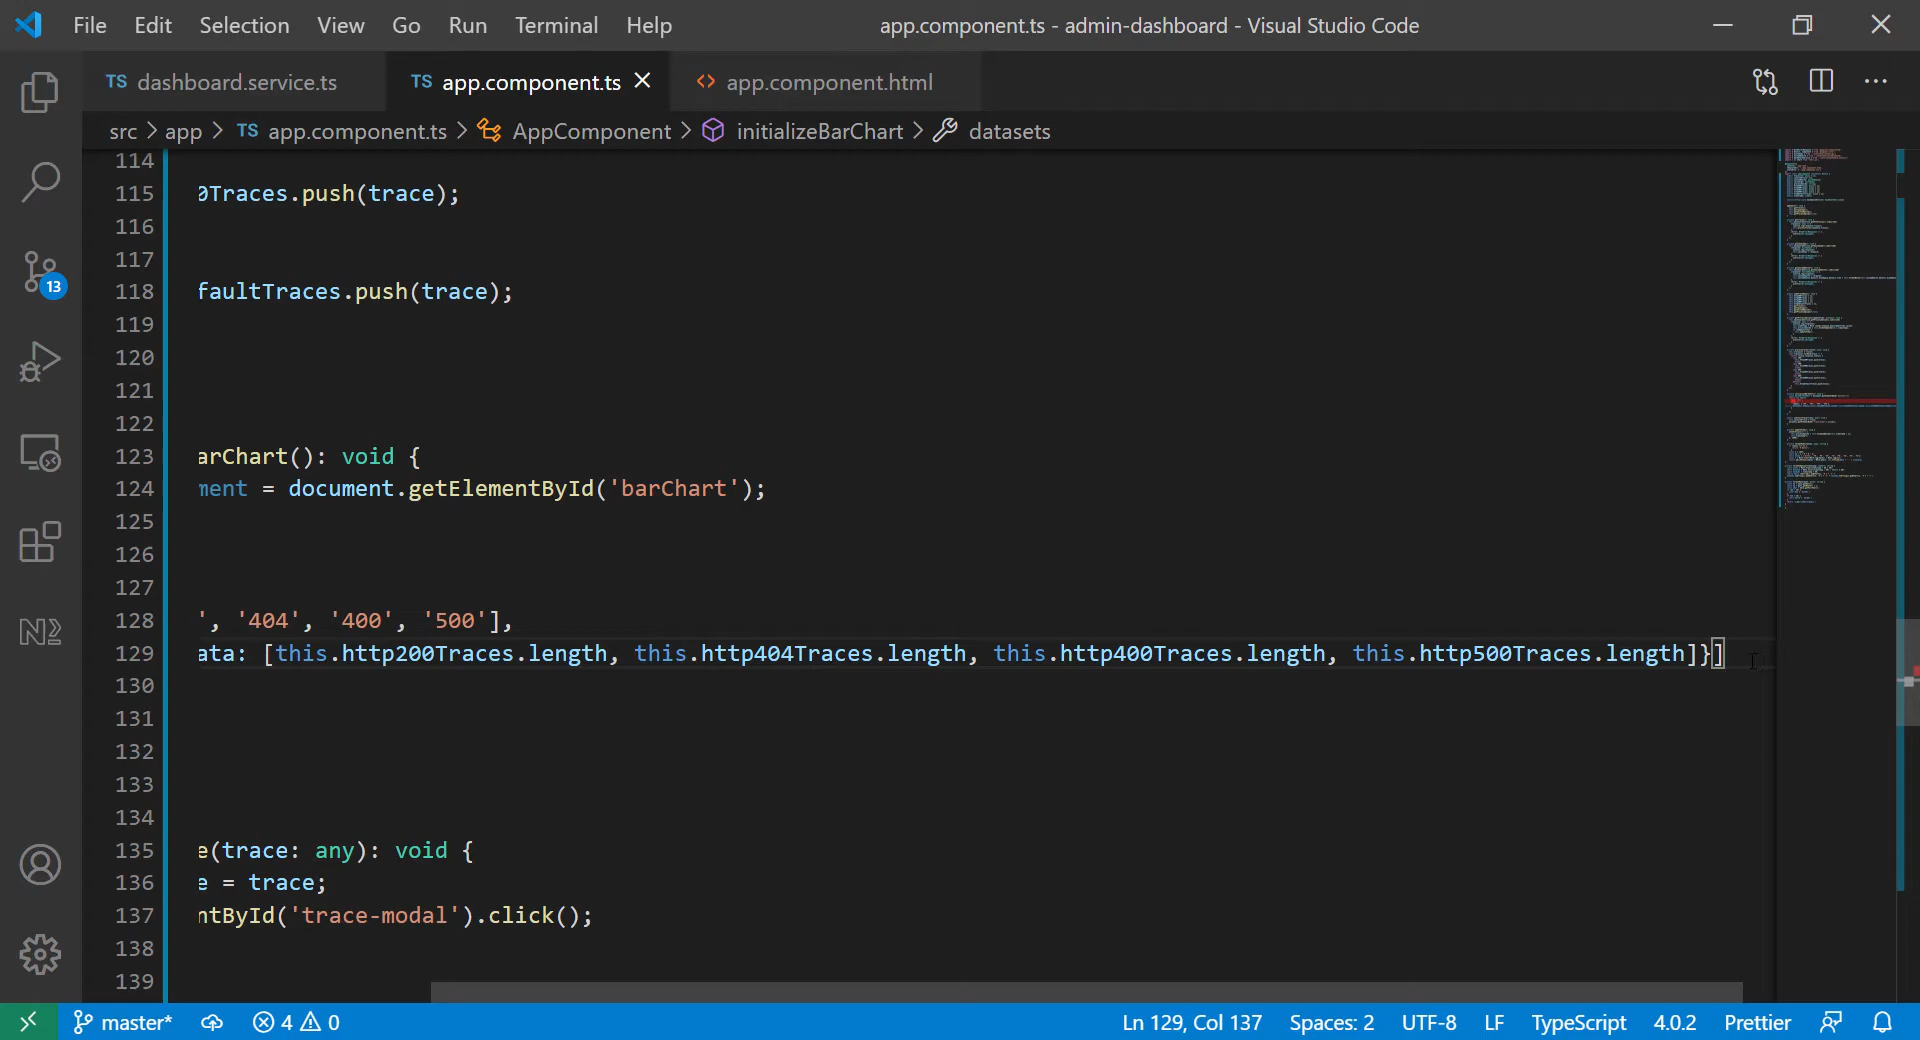 File Edit Selection View Go Run Terminal Help app.component.ts - admin-dashboard - Visual Studio Code
TS dashboard.service.ts TS app.component.ts <> app.component.html
src > app > TS app.component.ts > AppComponent > initializeBarChart > datasets
114
115 0Traces.push(trace);
116
117
118 faultTraces.push(trace);
119
120
121
122
123 arChart(): void {
124 ment = document.getElementById('barChart');
125
126
127
128 ', '404', '400', '500'],
129 ata: [this.http200Traces.length, this.http404Traces.length, this.http400Traces.length, this.http500Traces.length]}]
130
131
132
133
134
135 e(trace: any): void {
136 e = trace;
137 ntById('trace-modal').click();
138
139
13
master* 4 0 Ln 129, Col 137 Spaces: 2 UTF-8 LF TypeScript 4.0.2 Prettier